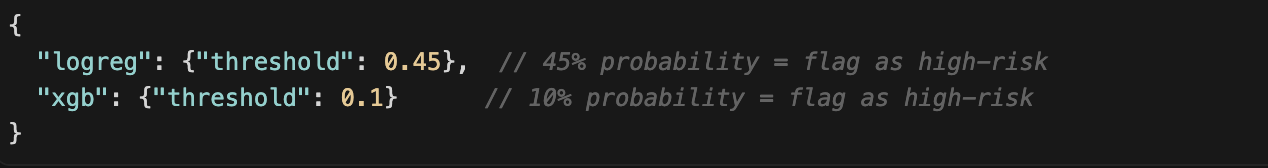 {
  "logreg": {"threshold": 0.45},  // 45% probability = flag as high-risk
  "xgb": {"threshold": 0.1}      // 10% probability = flag as high-risk
}